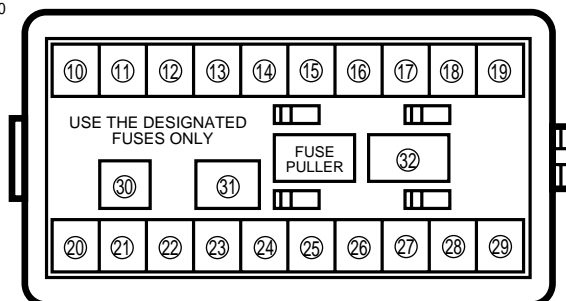 0
⑩ ⑪ ⑫ ⑬ ⑭ ⑮ ⑯ ⑰ ⑱ ⑲
USE THE DESIGNATED
FUSES ONLY
FUSE
PULLER
㉜
㉚ ㉛
⑳ ㉑ ㉒ ㉓ ㉔ ㉕ ㉖ ㉗ ㉘ ㉙